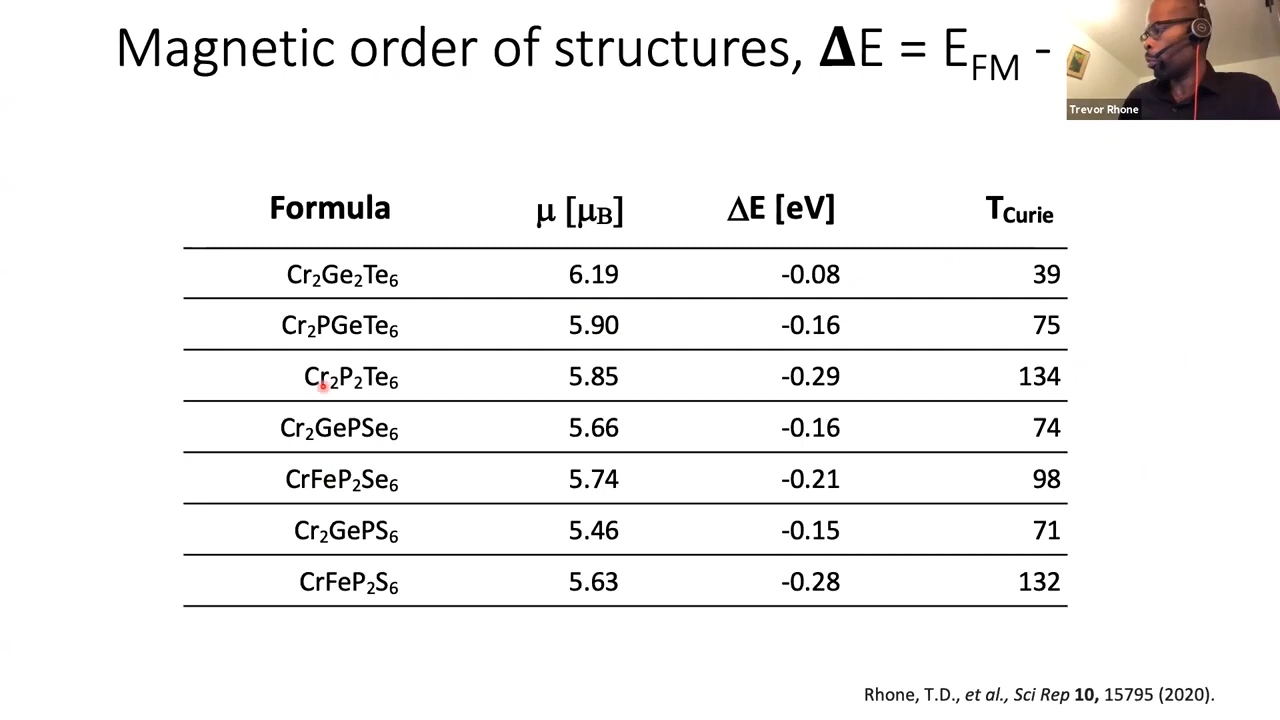 Magnetic order of structures, ΔE = E_FM -
Trevor Rhone
Formula μ [μ_B] ΔE [eV] T_Curie
Cr₂Ge₂Te₆ 6.19 -0.08 39
Cr₂PGeTe₆ 5.90 -0.16 75
Cr₂P₂Te₆ 5.85 -0.29 134
Cr₂GePSe₆ 5.66 -0.16 74
CrFeP₂Se₆ 5.74 -0.21 98
Cr₂GePS₆ 5.46 -0.15 71
CrFeP₂S₆ 5.63 -0.28 132
Rhone, T.D., et al., Sci Rep 10, 15795 (2020).